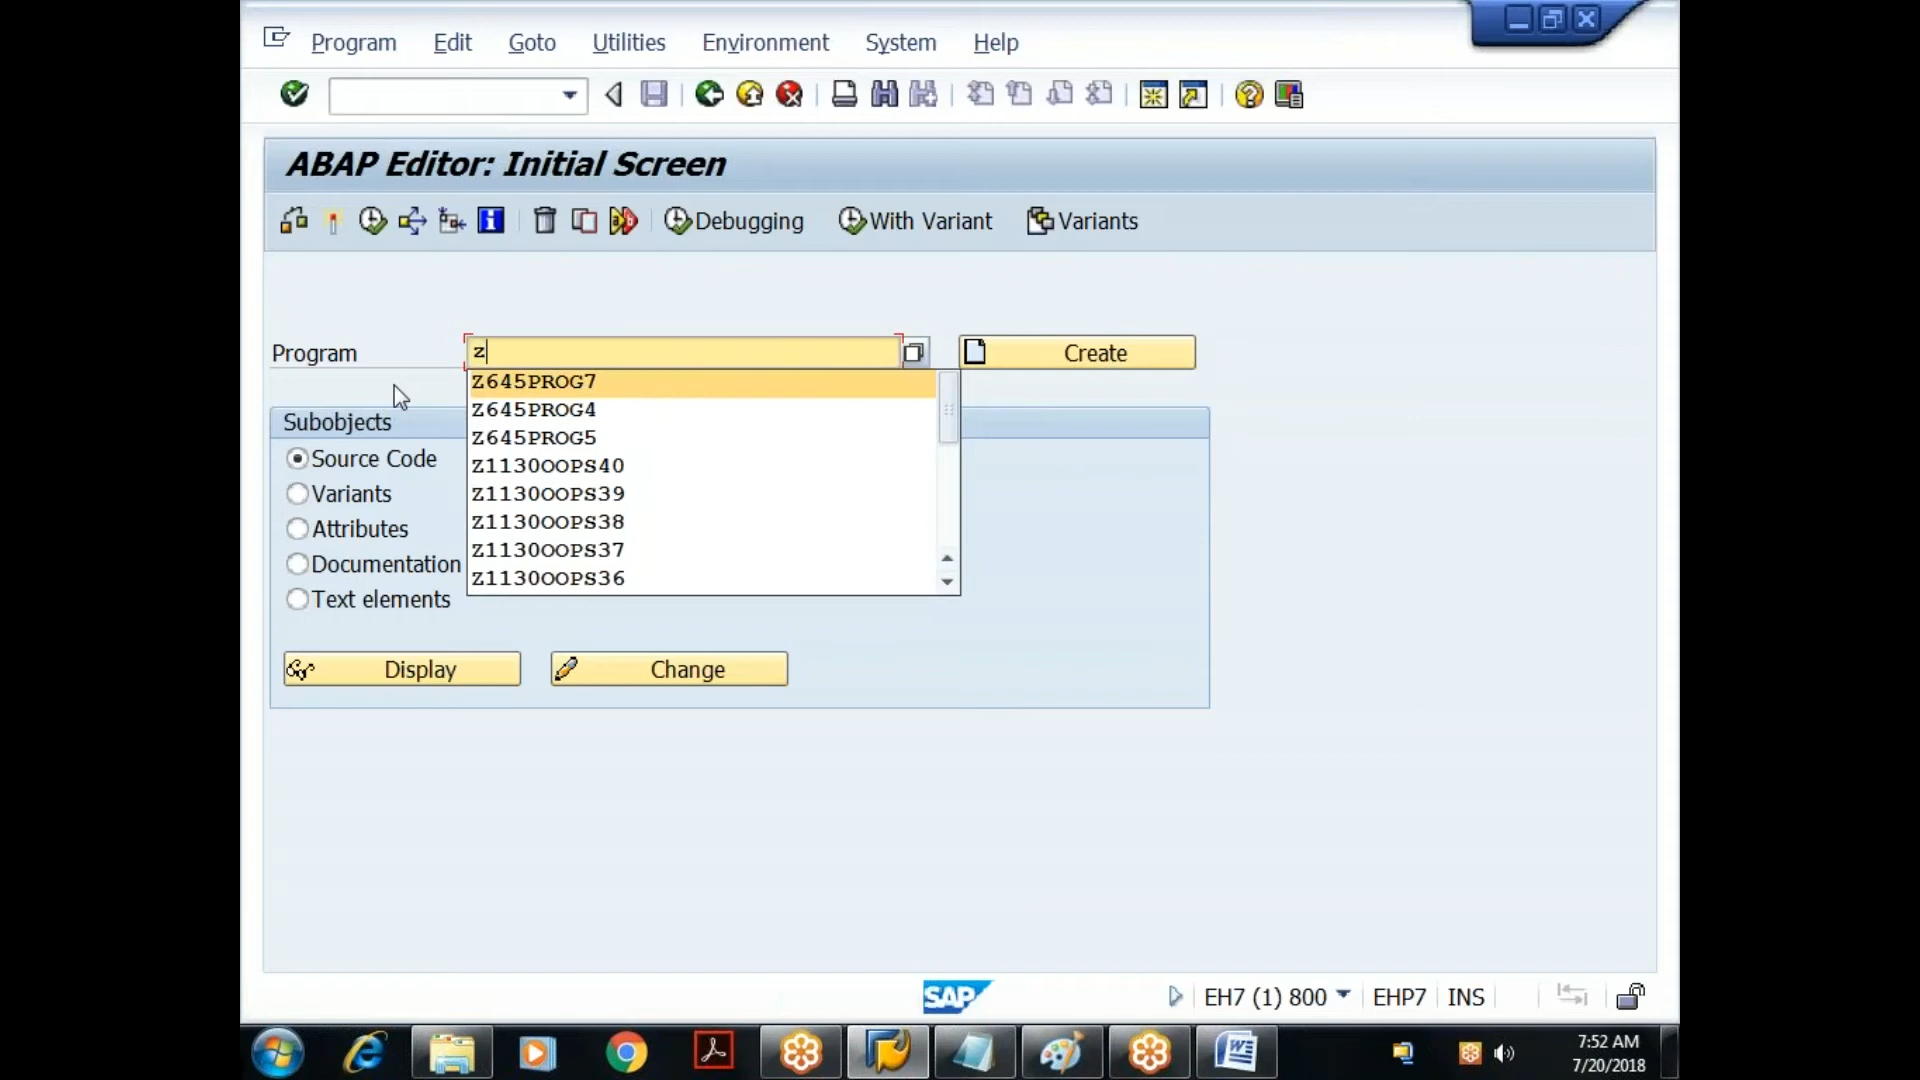 Program Edit Goto Utilities Environment System Help
ABAP Editor: Initial Screen
Debugging With Variant Variants
Program z Create
Z645PROG7
Z645PROG4
Z645PROG5
Z1130OOPS40
Z1130OOPS39
Z1130OOPS38
Z1130OOPS37
Z1130OOPS36
Subobjects
Source Code
Variants
Attributes
Documentation
Text elements
Display Change
SAP EH7 (1) 800 EHP7 INS
7:52 AM
7/20/2018